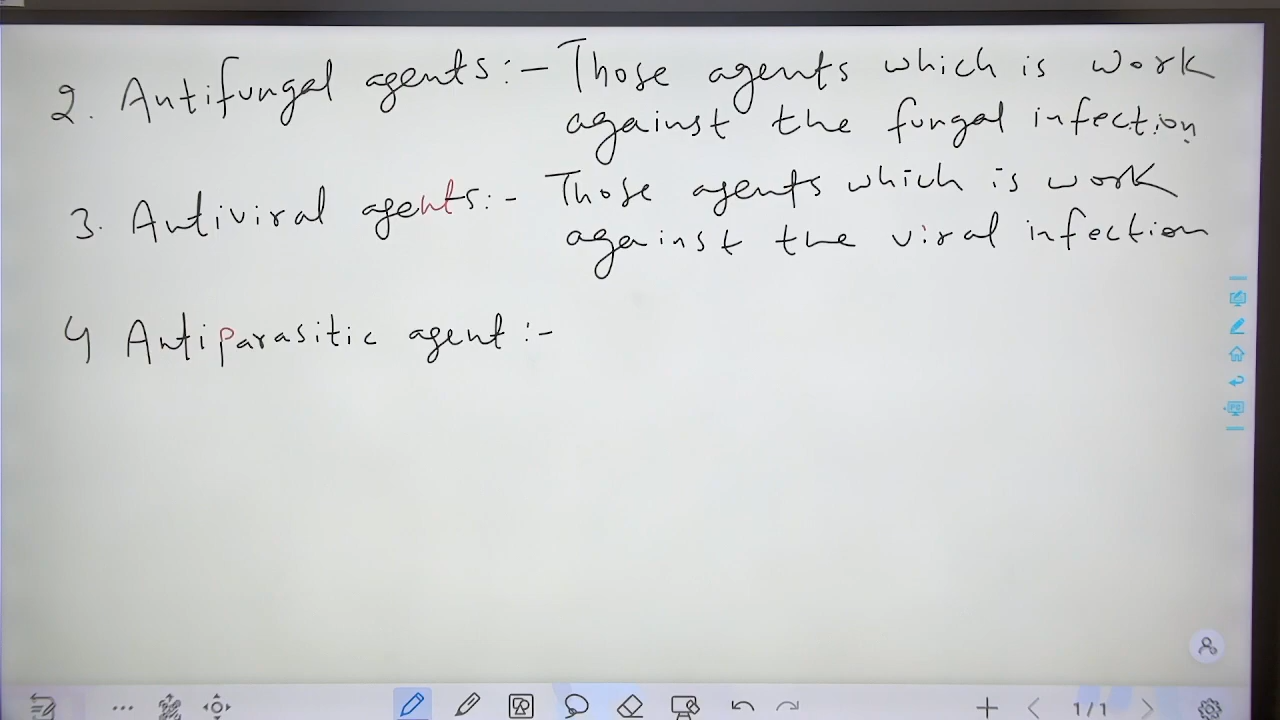 2. Antifungal agents:- Those agents which is work
against the fungal infection
3. Antiviral agents:- Those agents which is work
against the viral infection
4 Antiparasitic agent:-
1/1